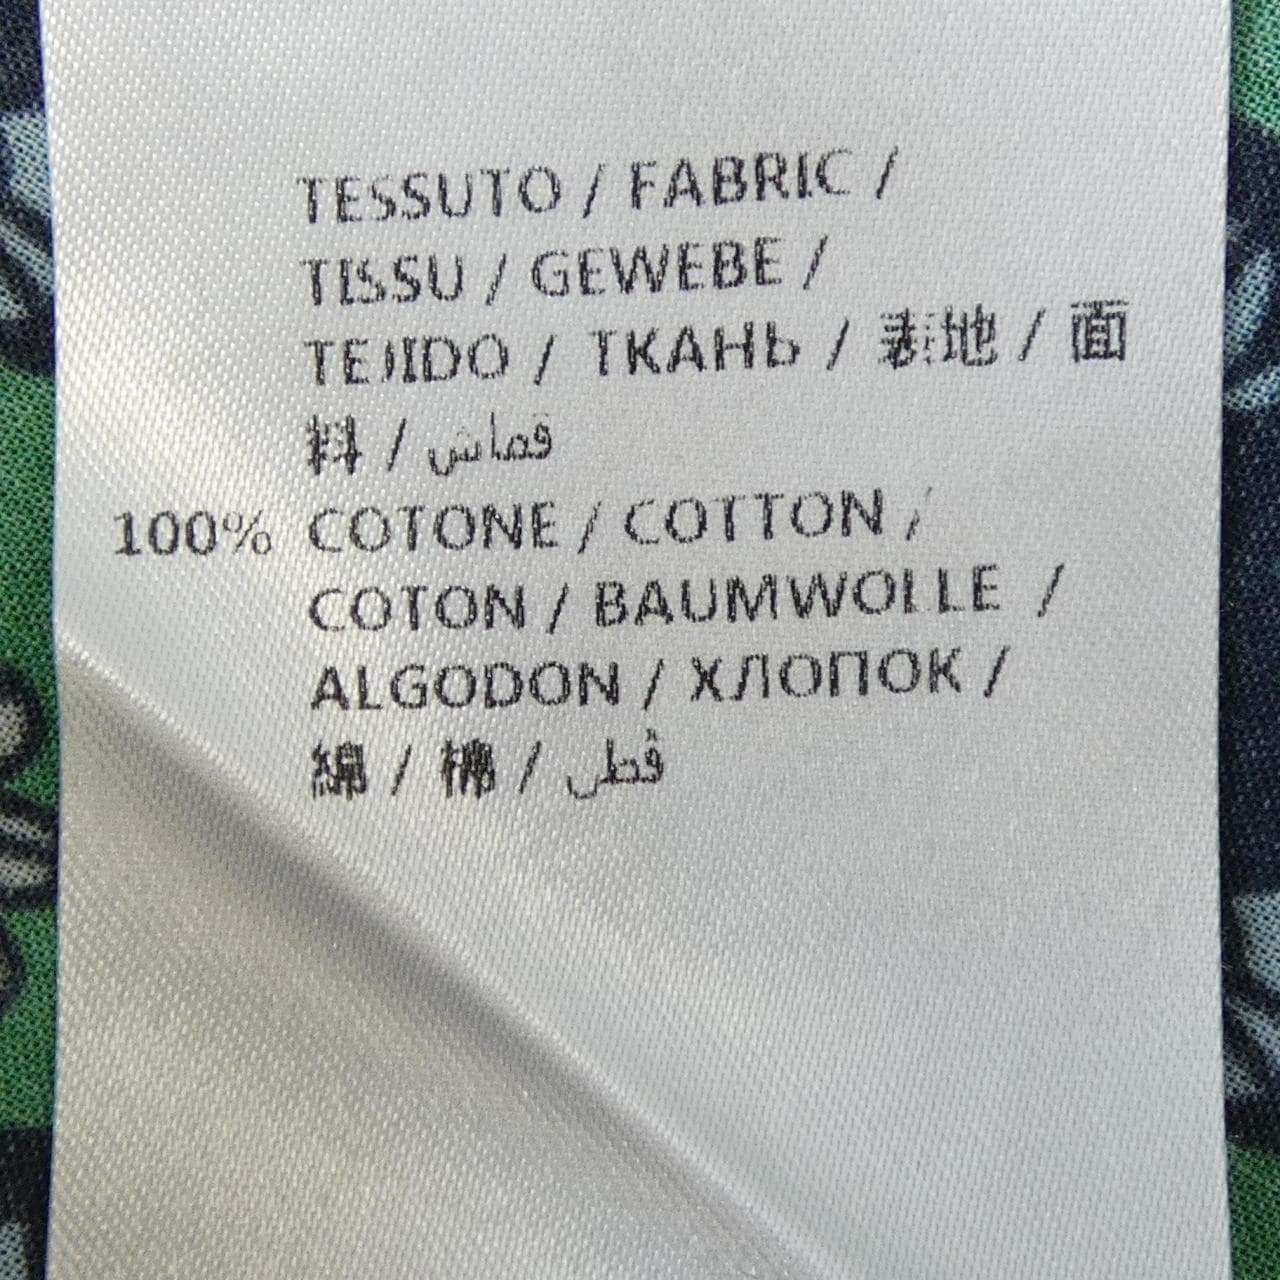 TESSUTO / FABRIC /
TISSU / GEWEBE /
TEJIDO / ТКАНЬ / 表地 / 面
料 / قماش
100% COTONE / COTTON /
COTON / BAUMWOLLE /
ALGODON / ХЛОПОК /
綿 / 棉 / قطن